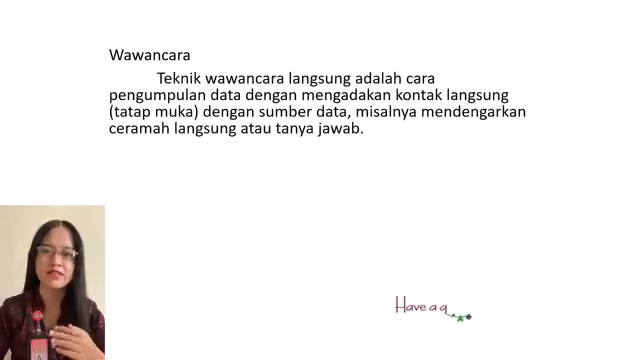 Wawancara
Teknik wawancara langsung adalah cara
pengumpulan data dengan mengadakan kontak langsung
(tatap muka) dengan sumber data, misalnya mendengarkan
ceramah langsung atau tanya jawab.
Have a g